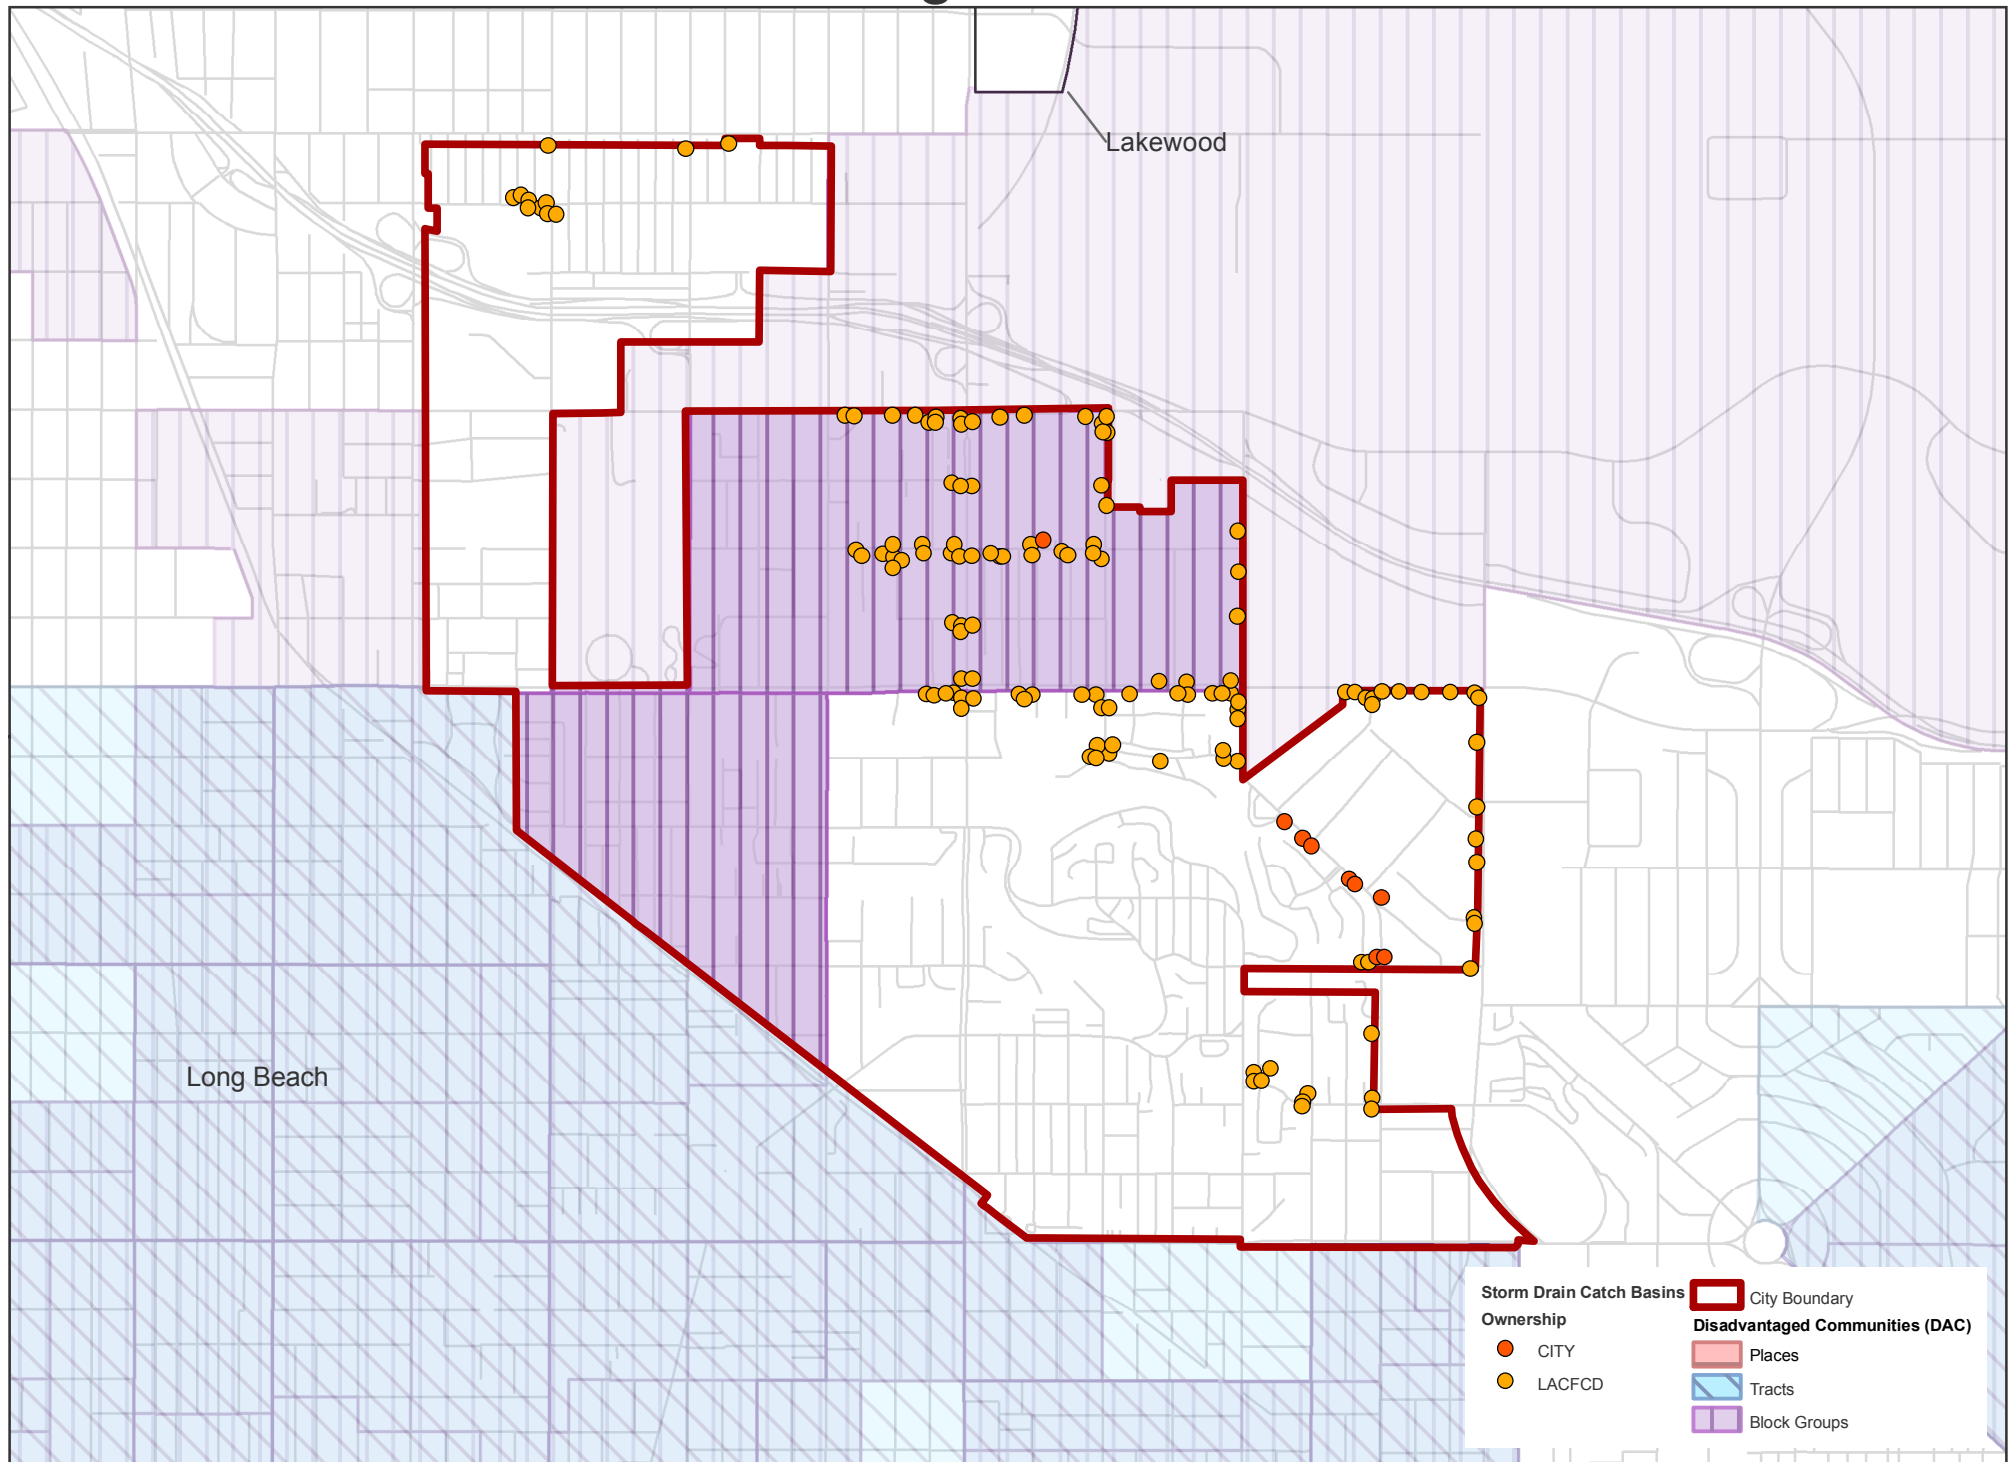 Lakewood
Long Beach
Storm Drain Catch Basins
Ownership
CITY
LACFCD
City Boundary
Disadvantaged Communities (DAC)
Places
Tracts
Block Groups